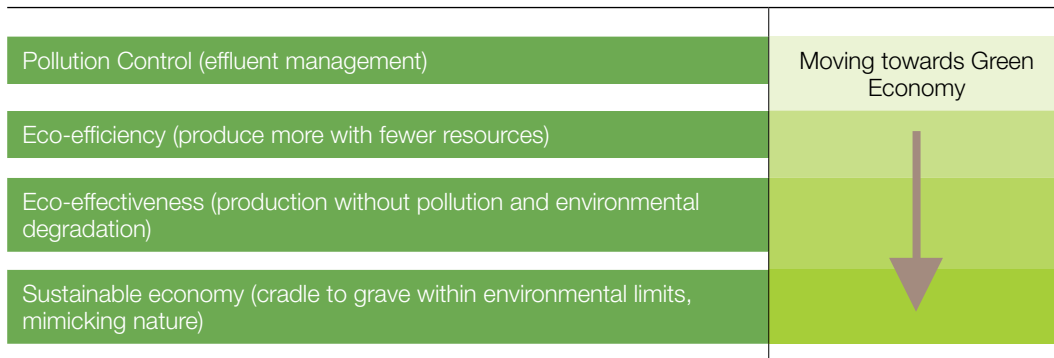 Pollution Control (effluent management)
Moving towards Green
Economy
Eco-efficiency (produce more with fewer resources)
Eco-effectiveness (production without pollution and environmental
degradation)
Sustainable economy (cradle to grave within environmental limits,
mimicking nature)